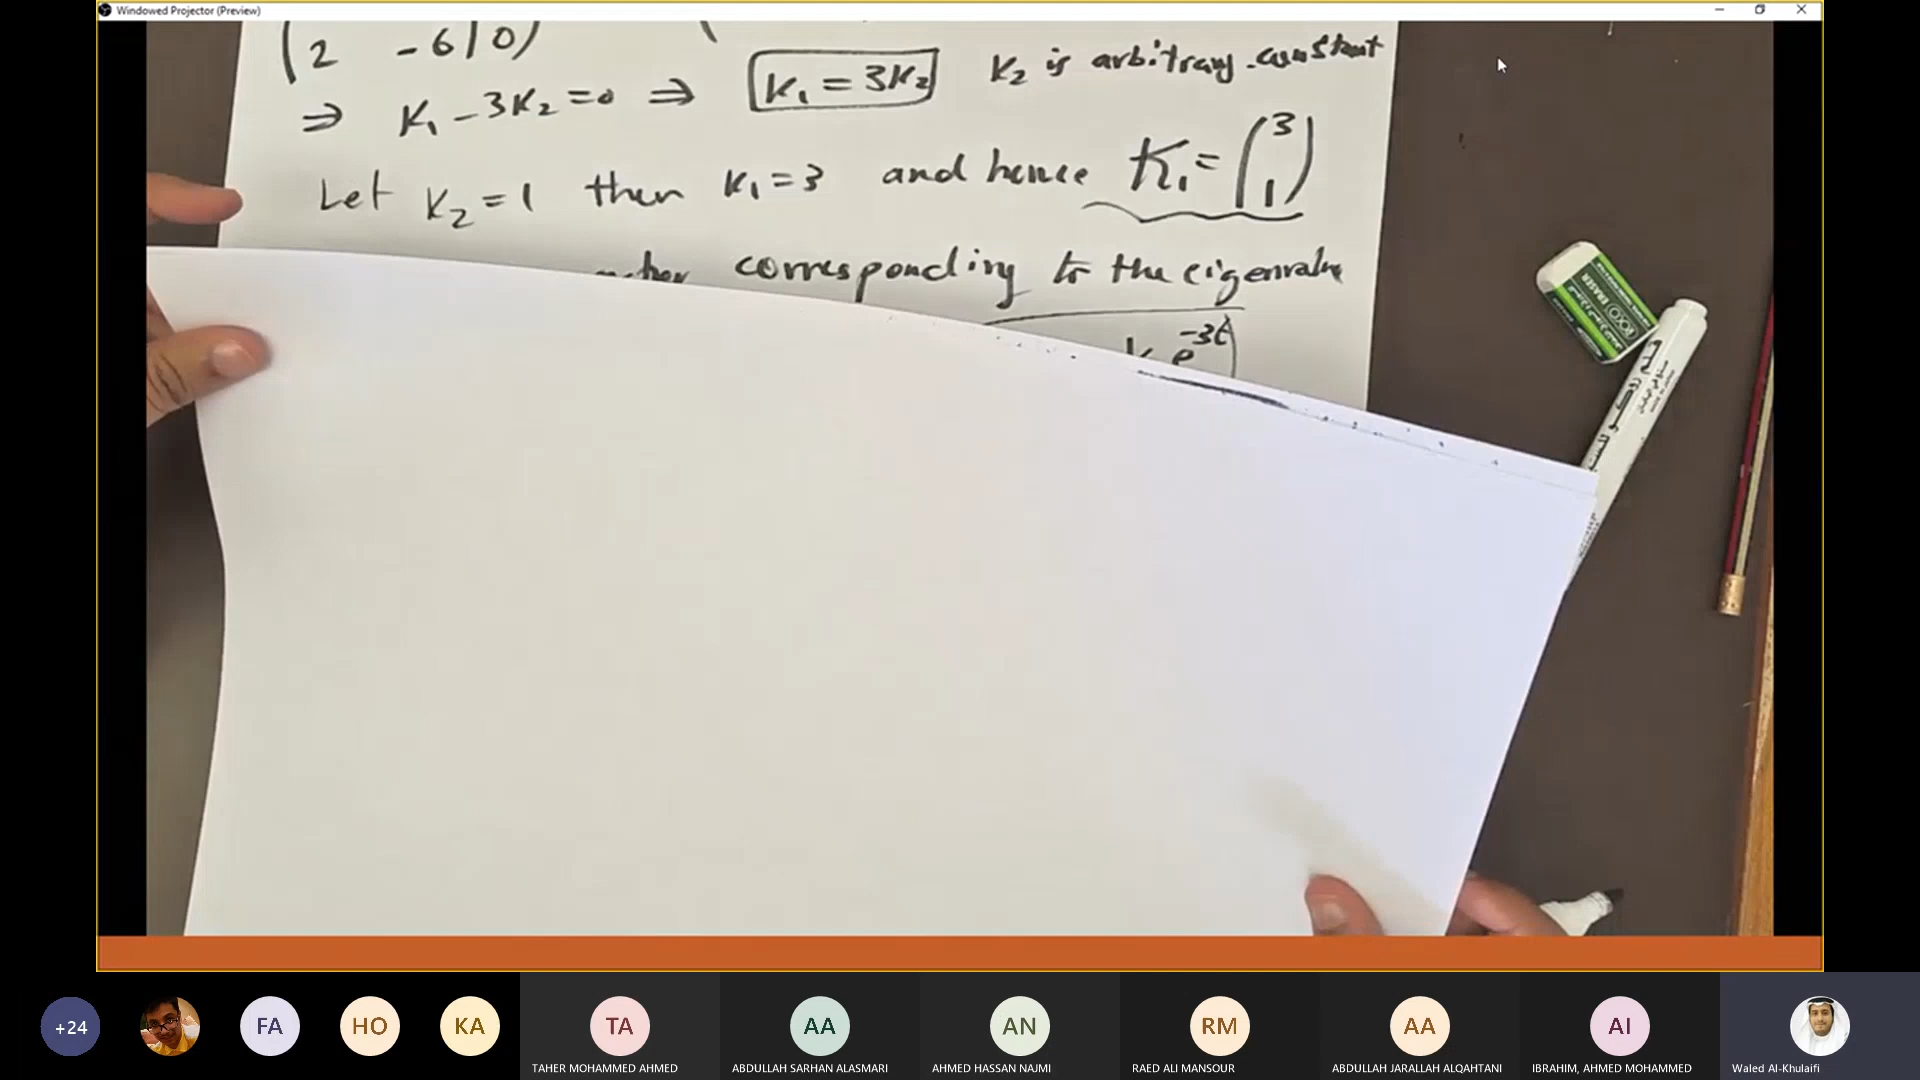 Windowed Projector (Preview)
(2 -6|0)
⇒ K₁ - 3K₂ = 0 ⇒ K₁ = 3K₂ K₂ is arbitrary constant
Let K₂ = 1 then K₁ = 3 and hence K₁ = (3 1)
corresponding to the eigenvalue
e^-3t
ERASER
OXO
+24
FA
HO
KA
TA
AA
AN
RM
AA
AI
TAHER MOHAMMED AHMED
ABDULLAH SARHAN ALASMARI
AHMED HASSAN NAJMI
RAED ALI MANSOUR
ABDULLAH JARALLAH ALQAHTANI
IBRAHIM, AHMED MOHAMMED
Waled Al-Khulaifi